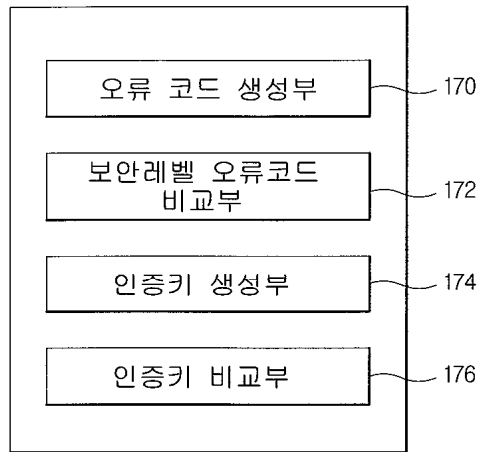 오류 코드 생성부
170
보안레벨 오류코드
비교부
172
인증키 생성부
174
인증키 비교부
176